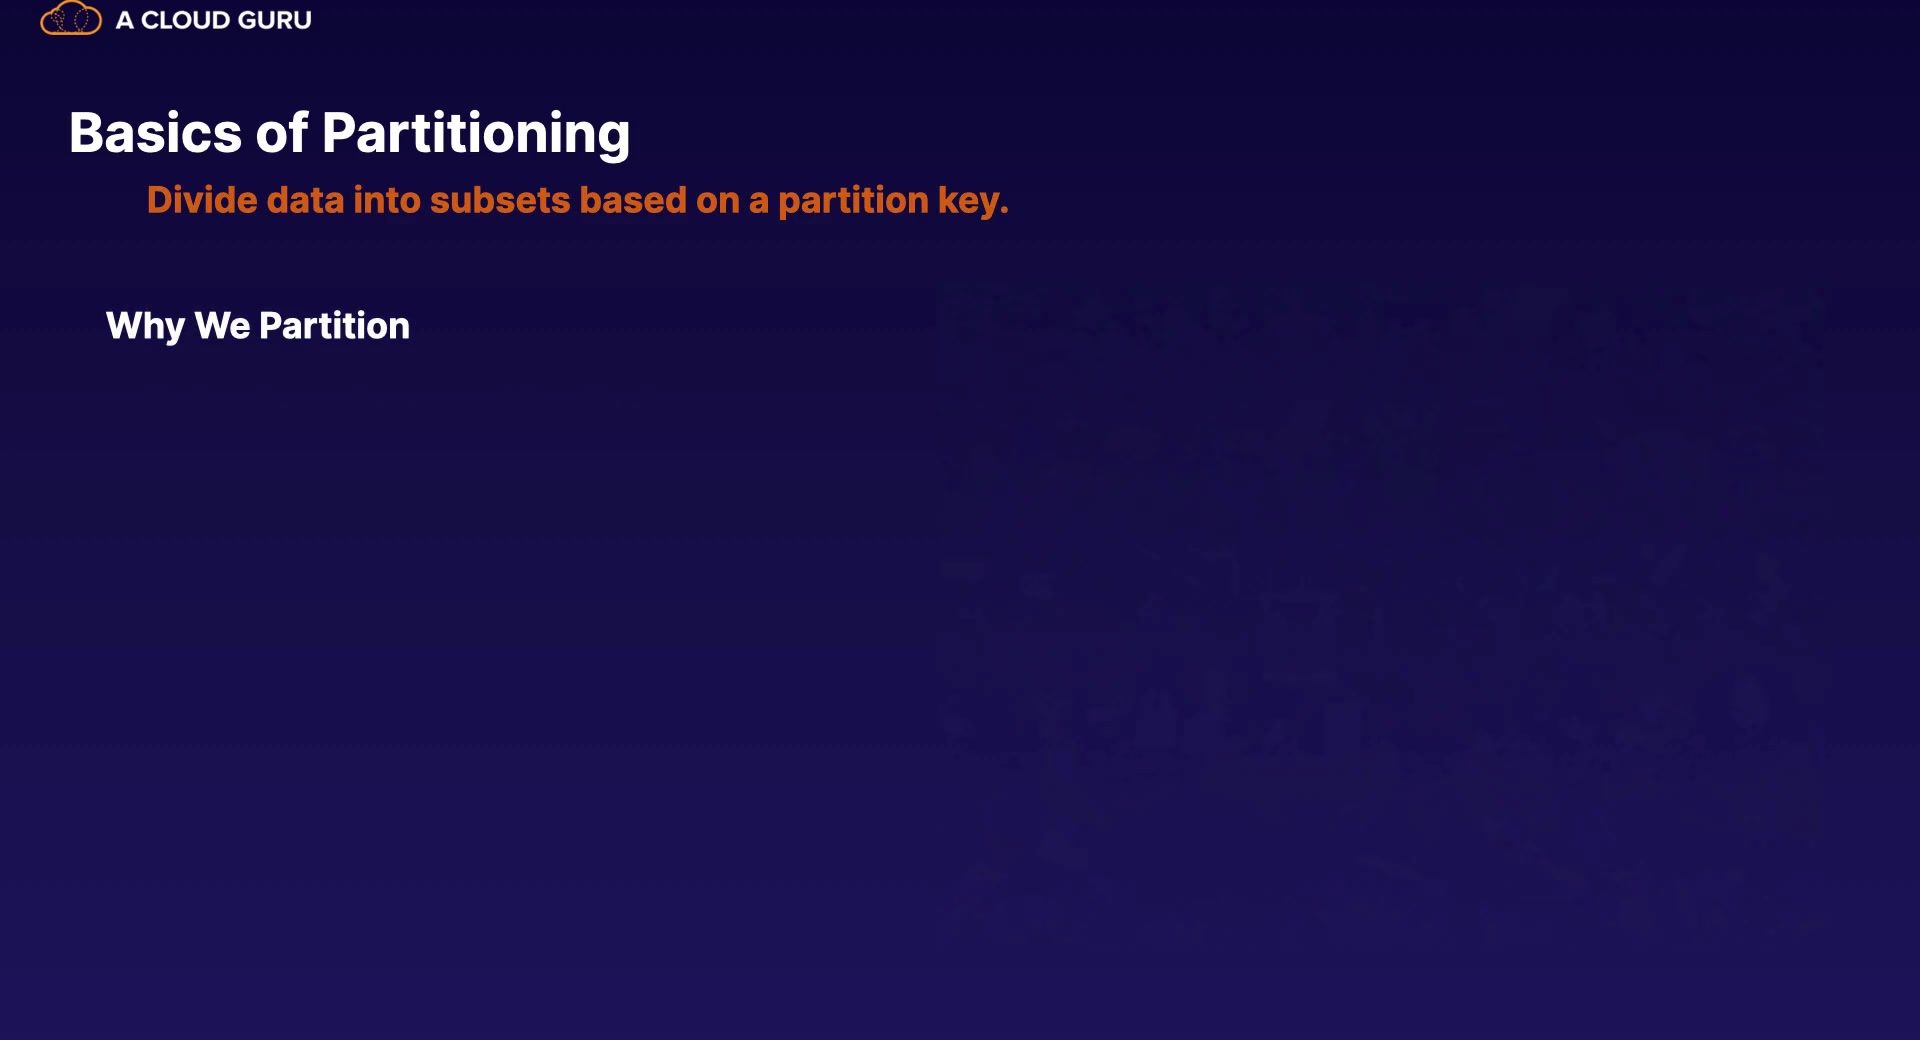 A CLOUD GURU
Basics of Partitioning
Divide data into subsets based on a partition key.
Why We Partition